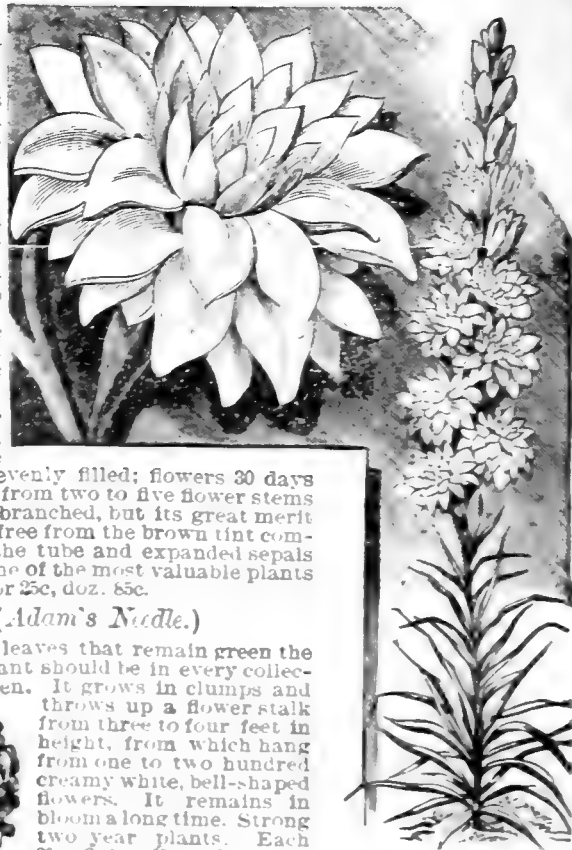 evenly filled; flowers 30 days
from two to five flower stems
branched, but its great merit
free from the brown tint com-
he tube and expanded sepals
ne of the most valuable plants
or 25c, doz. 85c.
(Adam's Needle.)
leaves that remain green the
ant should be in every collec-
en. It grows in clumps and
throws up a flower stalk
from three to four feet in
height, from which hang
from one to two hundred
creamy white, bell-shaped
flowers. It remains in
bloom a long time. Strong
two year plants. Each